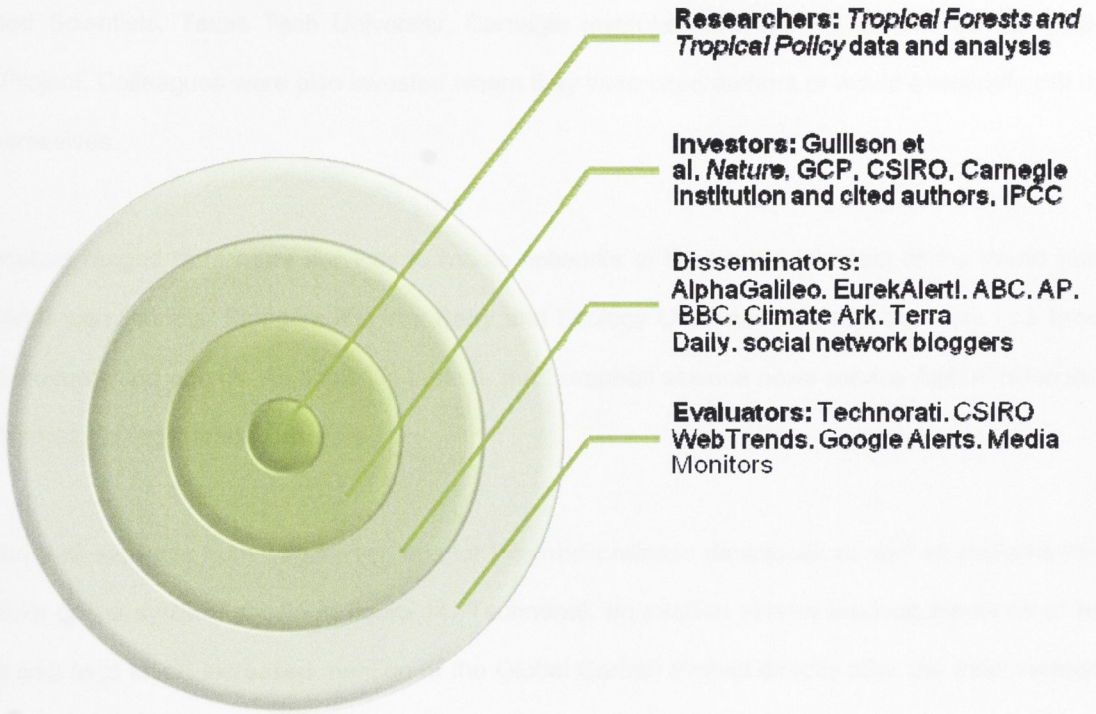 Researchers: Tropical Forests and
Tropical Policy data and analysis
Investors: Gullison et
al, Nature, GCP, CSIRO, Carnegie
Institution and cited authors, IPCC
Disseminators:
AlphaGalileo. EurekAlert!. ABC. AP.
BBC. Climate Ark. Terra
Daily. social network bloggers
Evaluators: Technorati. CSIRO
WebTrends. Google Alerts. Media
Monitors